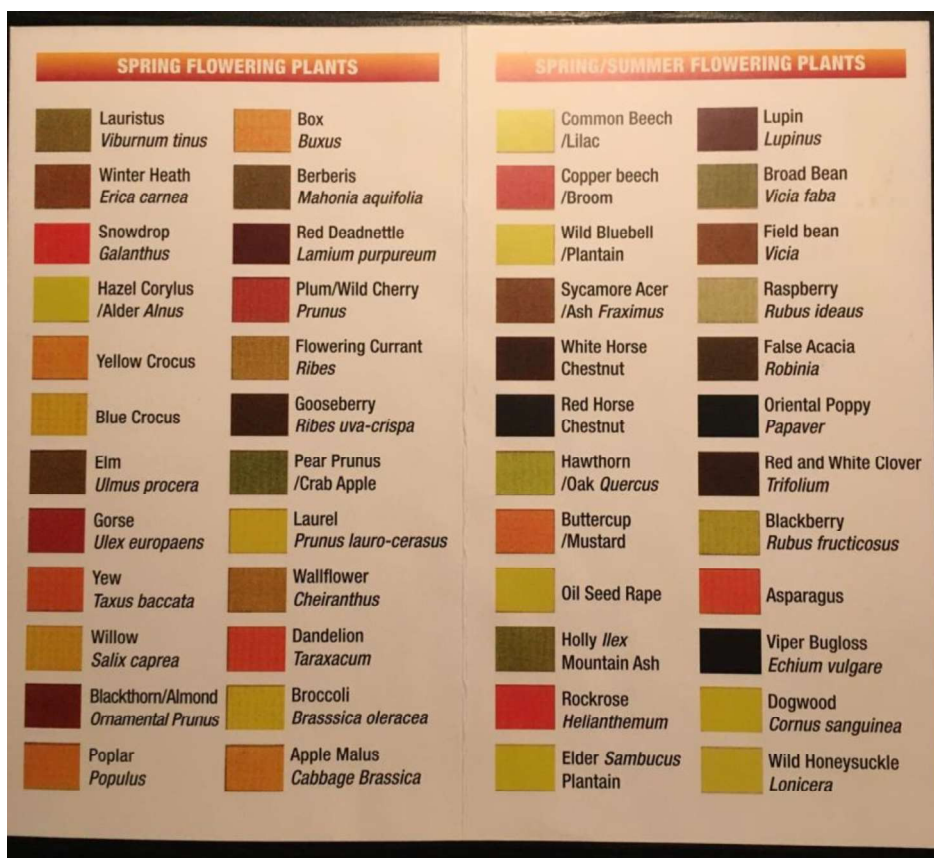 SPRING FLOWERING PLANTS
Lauristus
Viburnum tinus
Winter Heath
Erica carnea
Snowdrop
Galanthus
Hazel Corylus
/Alder Alnus
Yellow Crocus
Blue Crocus
Elm
Ulmus procera
Gorse
Ulex europaens
Yew
Taxus baccata
Willow
Salix caprea
Blackthorn/Almond
Ornamental Prunus
Poplar
Populus
Box
Buxus
Berberis
Mahonia aquifolia
Red Deadnettle
Lamium purpureum
Plum/Wild Cherry
Prunus
Flowering Currant
Ribes
Gooseberry
Ribes uva-crispa
Pear Prunus
/Crab Apple
Laurel
Prunus lauro-cerasus
Wallflower
Cheiranthus
Dandelion
Taraxacum
Broccoli
Brasssica oleracea
Apple Malus
Cabbage Brassica
SPRING/SUMMER FLOWERING PLANTS
Common Beech
/Lilac
Copper beech
/Broom
Wild Bluebell
/Plantain
Sycamore Acer
/Ash Fraximus
White Horse
Chestnut
Red Horse
Chestnut
Hawthorn
/Oak Quercus
Buttercup
/Mustard
Oil Seed Rape
Holly Ilex
Mountain Ash
Rockrose
Helianthemum
Elder Sambucus
Plantain
Lupin
Lupinus
Broad Bean
Vicia faba
Field bean
Vicia
Raspberry
Rubus ideaus
False Acacia
Robinia
Oriental Poppy
Papaver
Red and White Clover
Trifolium
Blackberry
Rubus fructicosus
Asparagus
Viper Bugloss
Echium vulgare
Dogwood
Cornus sanguinea
Wild Honeysuckle
Lonicera